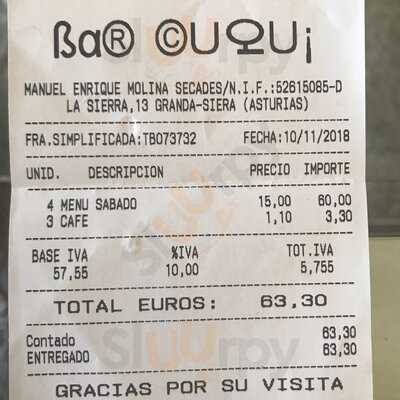 Ba® ©UQU¡
MANUEL ENRIQUE MOLINA SECADES/N.I.F.:52615085-D
LA SIERRA,13 GRANDA-SIERA (ASTURIAS)
FRA.SIMPLIFICADA:TB073732 FECHA:10/11/2018
UNID. DESCRIPCION PRECIO IMPORTE
4 MENU SABADO 15,00 60,00
3 CAFE 1,10 3,30
BASE IVA %IVA TOT.IVA
57,55 10,00 5,755
TOTAL EUROS: 63,30
Contado 63,30
ENTREGADO 63,30
GRACIAS POR SU VISITA
Sluurpy